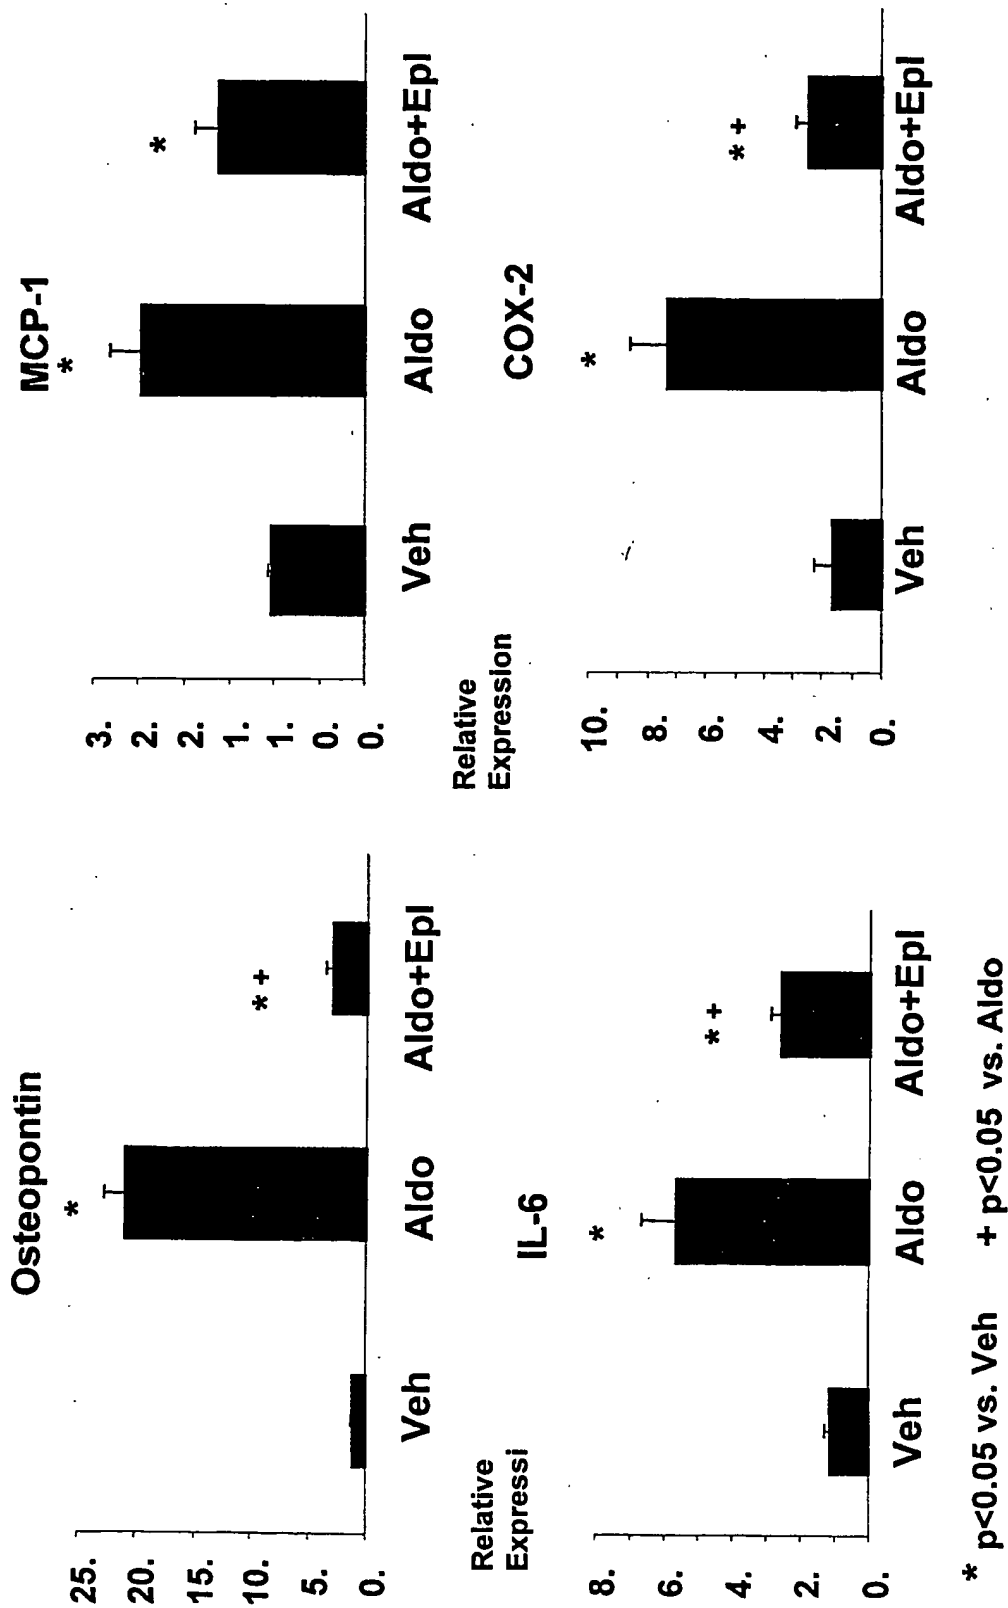 Osteopontin
25.
20.
15.
10.
5.
0.
*
* +
Veh
Aldo
Aldo+Epl
MCP-1
3.
2.
2.
1.
1.
0.
0.
*
*
Veh
Aldo
Aldo+Epl
Relative
Expressi
IL-6
8.
6.
4.
2.
0.
*
* +
Veh
Aldo
Aldo+Epl
Relative
Expression
COX-2
10.
8.
6.
4.
2.
0.
*
* +
Veh
Aldo
Aldo+Epl
* p<0.05 vs. Veh + p<0.05 vs. Aldo